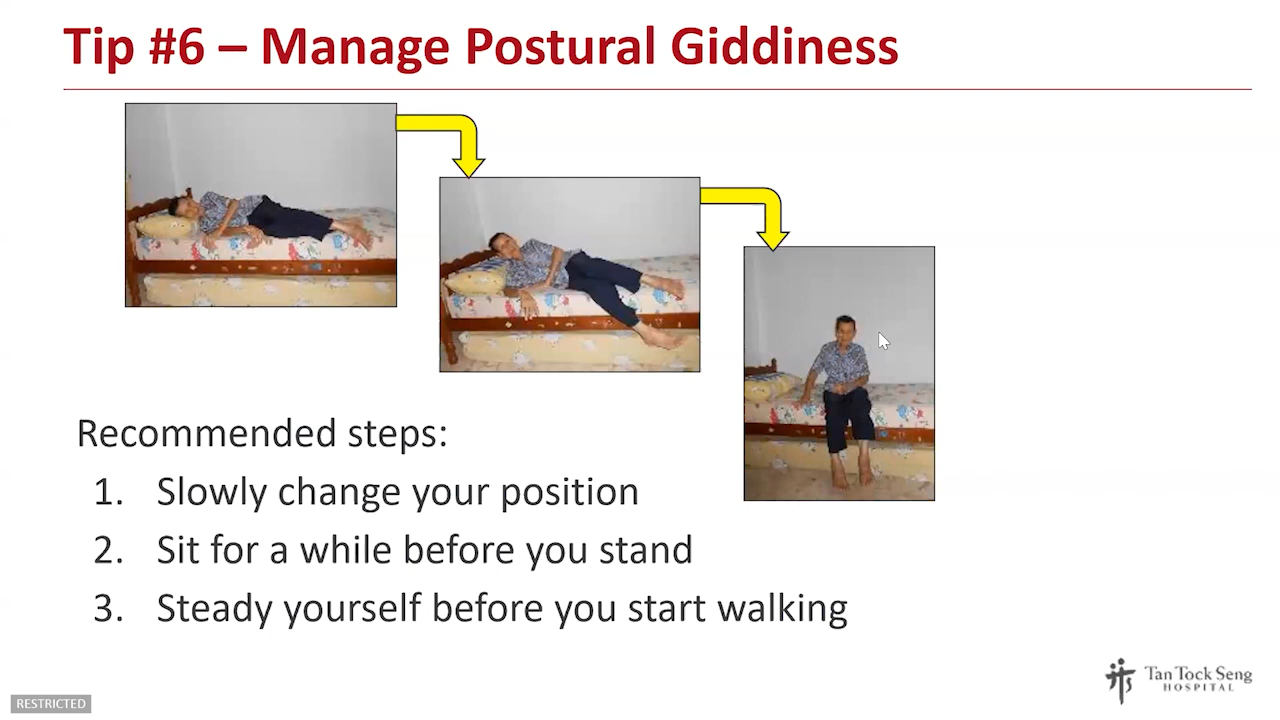 Tip #6 – Manage Postural Giddiness
Recommended steps:
1. Slowly change your position
2. Sit for a while before you stand
3. Steady yourself before you start walking
Tan Tock Seng
HOSPITAL
RESTRICTED